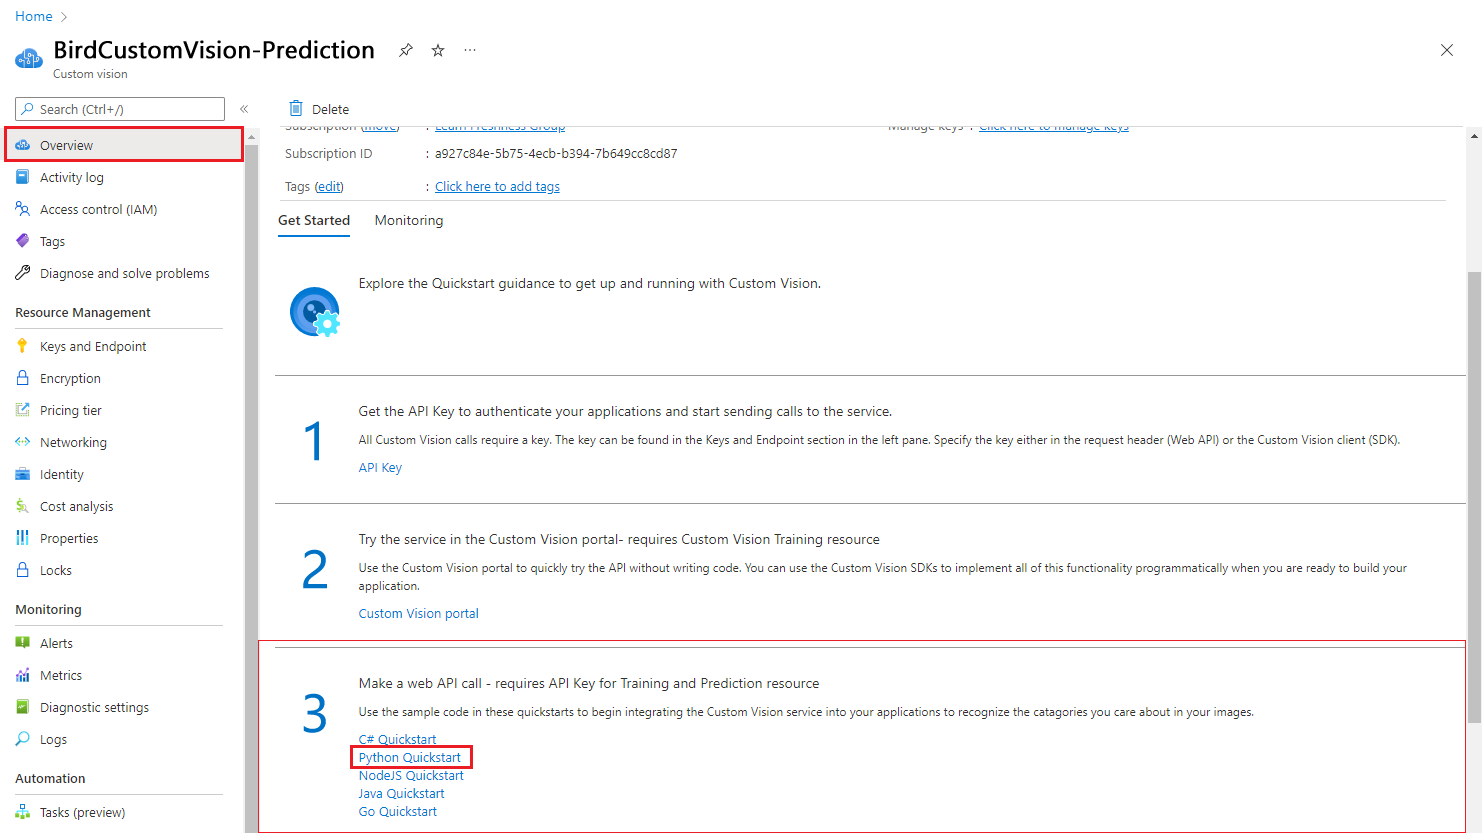 Home
BirdCustomVision-Prediction
Custom vision
Search (Ctrl+/)
Delete
Overview
Activity log
Access control (IAM)
Tags
Diagnose and solve problems
Resource Management
Keys and Endpoint
Encryption
Pricing tier
Networking
Identity
Cost analysis
Properties
Locks
Monitoring
Alerts
Metrics
Diagnostic settings
Logs
Automation
Tasks (preview)
Subscription (move) : Learn Freshness Group
Manage keys : Click here to manage keys
Subscription ID : a927c84e-5b75-4ecb-b394-7b649cc8cd87
Tags (edit) : Click here to add tags
Get Started Monitoring
Explore the Quickstart guidance to get up and running with Custom Vision.
1
Get the API Key to authenticate your applications and start sending calls to the service.
All Custom Vision calls require a key. The key can be found in the Keys and Endpoint section in the left pane. Specify the key either in the request header (Web API) or the Custom Vision client (SDK).
API Key
2
Try the service in the Custom Vision portal- requires Custom Vision Training resource
Use the Custom Vision portal to quickly try the API without writing code. You can use the Custom Vision SDKs to implement all of this functionality programmatically when you are ready to build your
application.
Custom Vision portal
3
Make a web API call - requires API Key for Training and Prediction resource
Use the sample code in these quickstarts to begin integrating the Custom Vision service into your applications to recognize the catagories you care about in your images.
C# Quickstart
Python Quickstart
NodeJS Quickstart
Java Quickstart
Go Quickstart